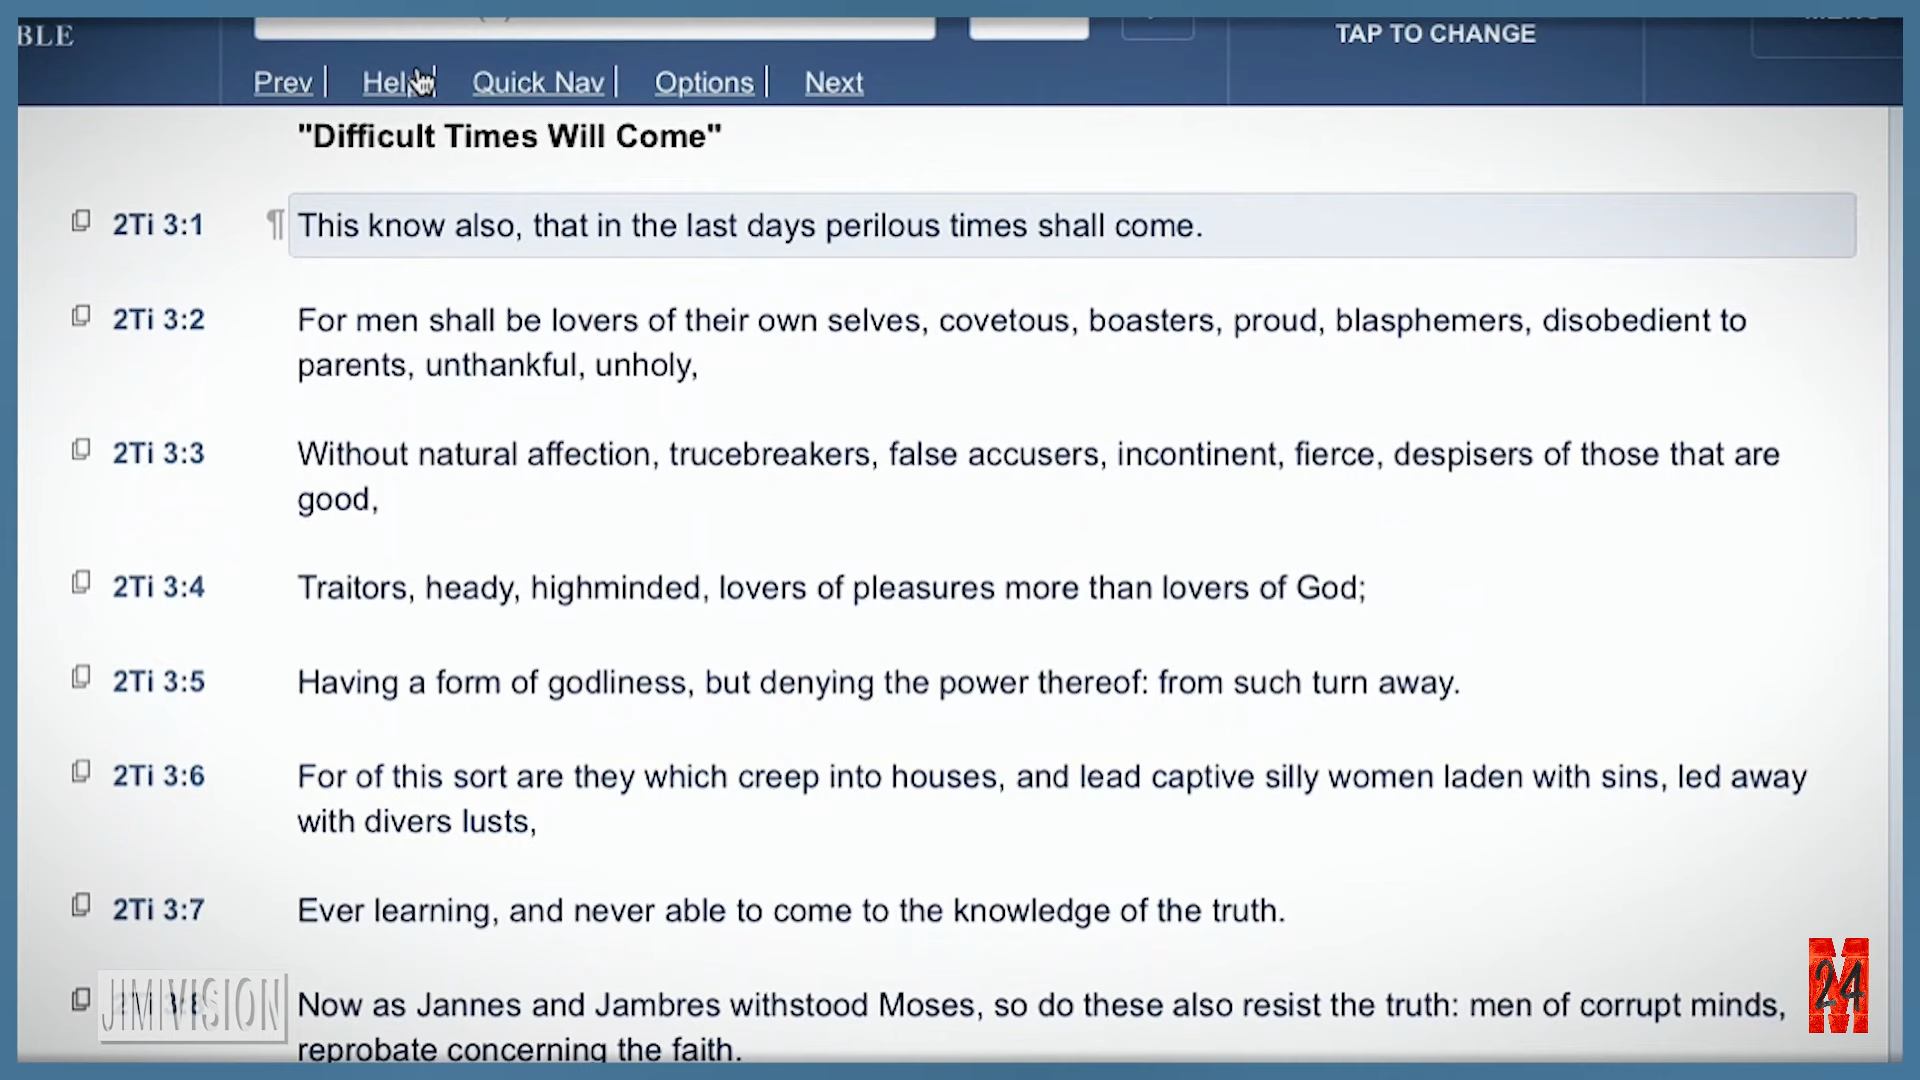 BLE
TAP TO CHANGE
Prev | Hel | Quick Nav | Options | Next
"Difficult Times Will Come"
2Ti 3:1 ¶ This know also, that in the last days perilous times shall come.
2Ti 3:2 For men shall be lovers of their own selves, covetous, boasters, proud, blasphemers, disobedient to
parents, unthankful, unholy,
2Ti 3:3 Without natural affection, trucebreakers, false accusers, incontinent, fierce, despisers of those that are
good,
2Ti 3:4 Traitors, heady, highminded, lovers of pleasures more than lovers of God;
2Ti 3:5 Having a form of godliness, but denying the power thereof: from such turn away.
2Ti 3:6 For of this sort are they which creep into houses, and lead captive silly women laden with sins, led away
with divers lusts,
2Ti 3:7 Ever learning, and never able to come to the knowledge of the truth.
2Ti 3:8 Now as Jannes and Jambres withstood Moses, so do these also resist the truth: men of corrupt minds,
reprobate concerning the faith.
JIMIVISION
M
24